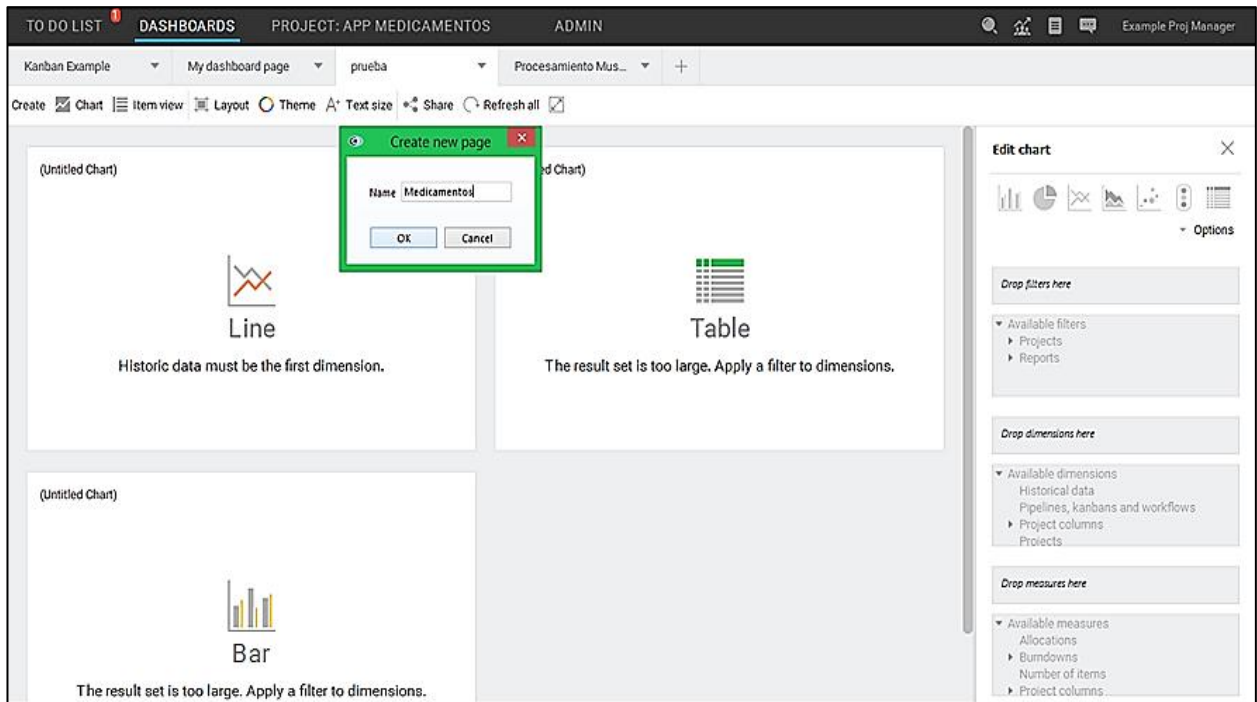 TO DO LIST 1 DASHBOARDS PROJECT: APP MEDICAMENTOS ADMIN Example Proj Manager
Kanban Example My dashboard page prueba Procesamiento Mus...
Create Chart Item view Layout Theme A+ Text size Share Refresh all
Create new page
Name Medicamentos
OK Cancel
(Untitled Chart)
Line
Historic data must be the first dimension.
ed Chart)
Table
The result set is too large. Apply a filter to dimensions.
(Untitled Chart)
Bar
The result set is too large. Apply a filter to dimensions.
Edit chart
Options
Drop filters here
Available filters
Projects
Reports
Drop dimensions here
Available dimensions
Historical data
Pipelines, kanbans and workflows
Project columns
Projects
Drop measures here
Available measures
Allocations
Burndowns
Number of items
Project columns